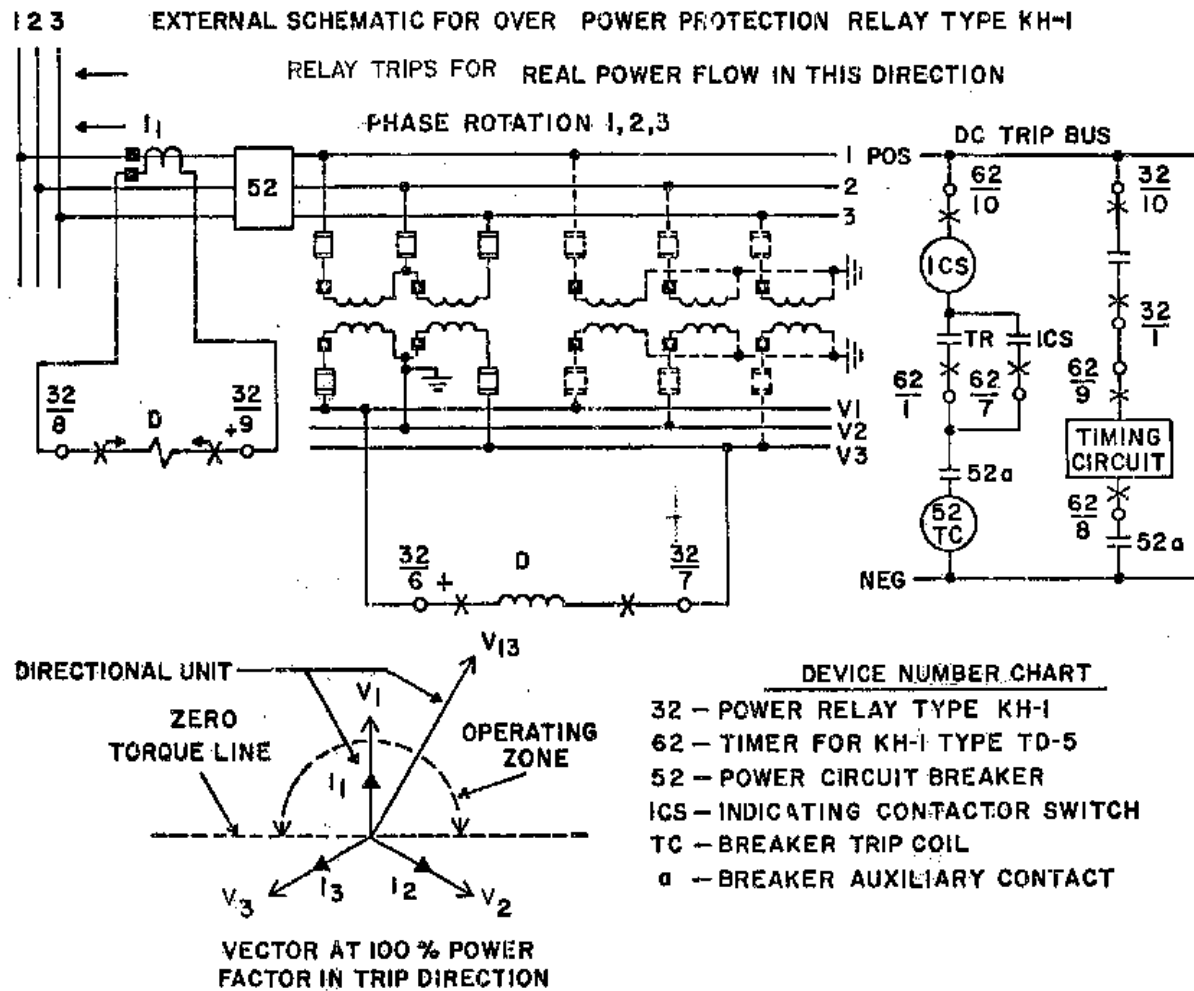 1 2 3 EXTERNAL SCHEMATIC FOR OVER POWER PROTECTION RELAY TYPE KH-1
RELAY TRIPS FOR REAL POWER FLOW IN THIS DIRECTION
PHASE ROTATION 1,2,3
I1
52
1
2
3
POS
DC TRIP BUS
62
10
32
10
ICS
TR
ICS
32
1
62
1
62
7
62
9
TIMING
CIRCUIT
52a
52
TC
62
8
52a
NEG
32
8
D
32
+9
V1
V2
V3
32
6 +
D
32
7
DIRECTIONAL UNIT
V13
V1
ZERO
TORQUE LINE
OPERATING
ZONE
I1
V3
I3
I2
V2
VECTOR AT 100 % POWER
FACTOR IN TRIP DIRECTION
DEVICE NUMBER CHART
32 – POWER RELAY TYPE KH-1
62 – TIMER FOR KH-1 TYPE TD-5
52 – POWER CIRCUIT BREAKER
ICS – INDICATING CONTACTOR SWITCH
TC – BREAKER TRIP COIL
a – BREAKER AUXILIARY CONTACT